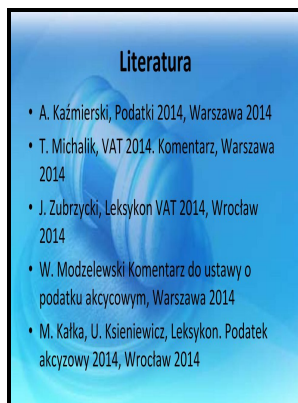 Literatura
• A. Kaźmierski, Podatki 2014, Warszawa 2014
• T. Michalik, VAT 2014. Komentarz, Warszawa
2014
• J. Zubrzycki, Leksykon VAT 2014, Wrocław
2014
• W. Modzelewski Komentarz do ustawy o
podatku akcycowym, Warszawa 2014
• M. Kałka, U. Ksieniewicz, Leksykon. Podatek
akcyzowy 2014, Wrocław 2014